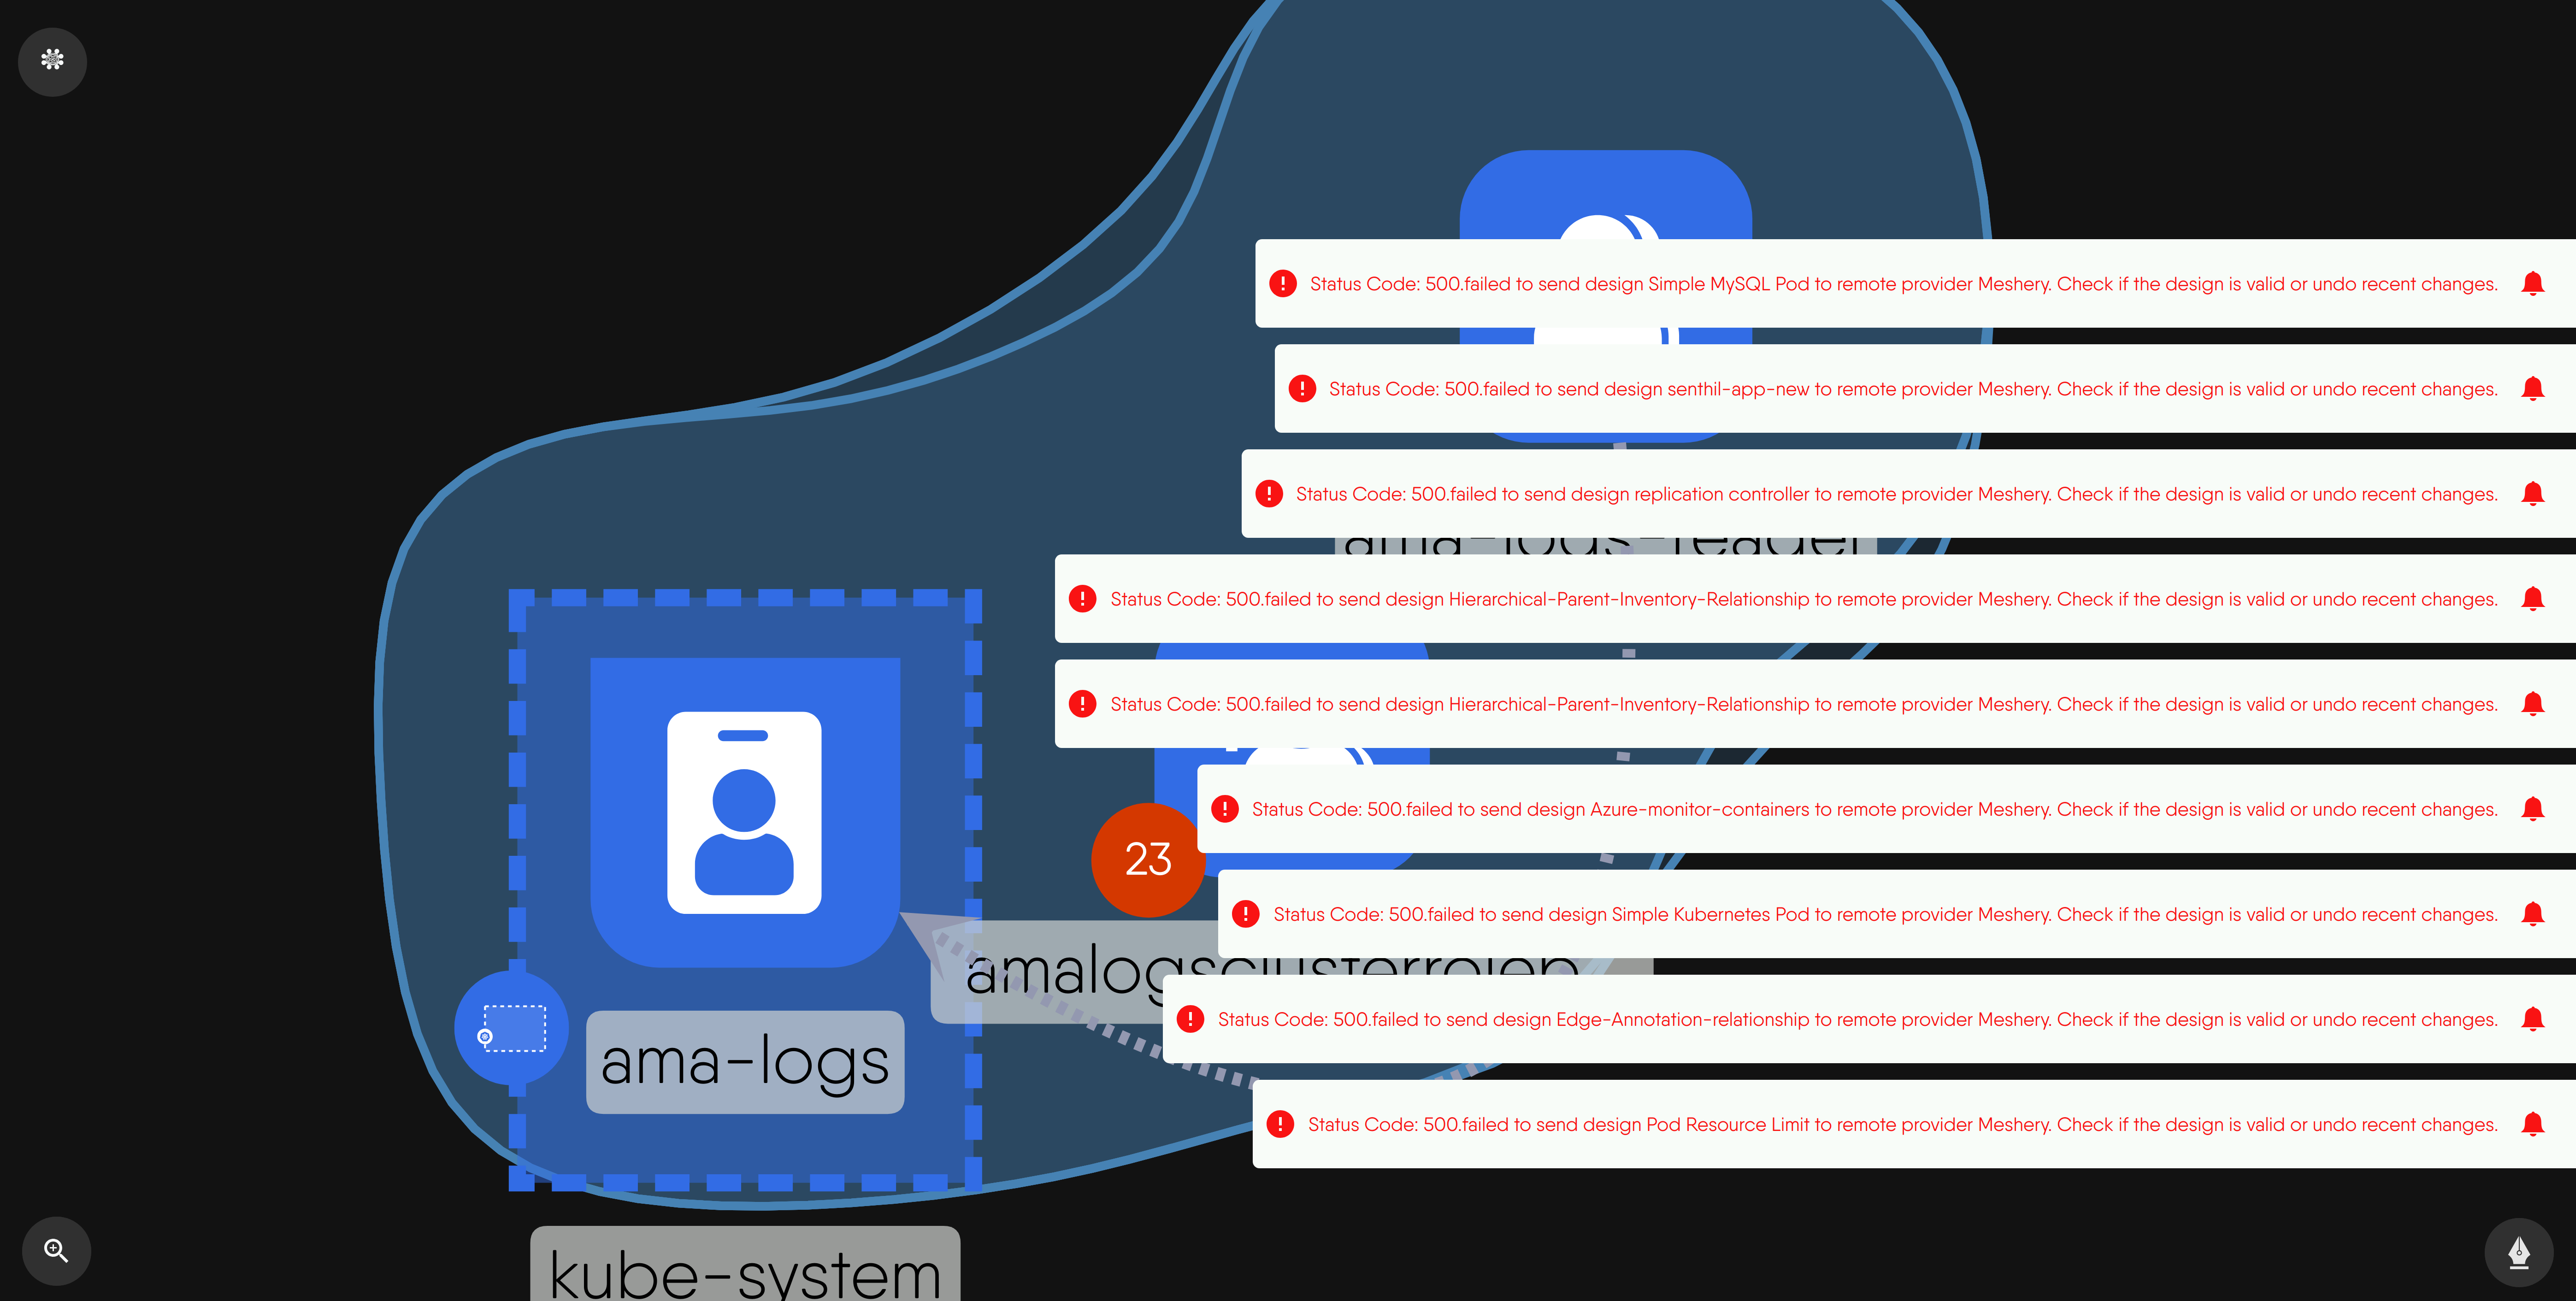 Status Code: 500.failed to send design Simple MySQL Pod to remote provider Meshery. Check if the design is valid or undo recent changes.
Status Code: 500.failed to send design senthil-app-new to remote provider Meshery. Check if the design is valid or undo recent changes.
Status Code: 500.failed to send design replication controller to remote provider Meshery. Check if the design is valid or undo recent changes.
ama-logs-reader
Status Code: 500.failed to send design Hierarchical-Parent-Inventory-Relationship to remote provider Meshery. Check if the design is valid or undo recent changes.
Status Code: 500.failed to send design Hierarchical-Parent-Inventory-Relationship to remote provider Meshery. Check if the design is valid or undo recent changes.
Status Code: 500.failed to send design Azure-monitor-containers to remote provider Meshery. Check if the design is valid or undo recent changes.
23
Status Code: 500.failed to send design Simple Kubernetes Pod to remote provider Meshery. Check if the design is valid or undo recent changes.
Status Code: 500.failed to send design Edge-Annotation-relationship to remote provider Meshery. Check if the design is valid or undo recent changes.
ama-logs
Status Code: 500.failed to send design Pod Resource Limit to remote provider Meshery. Check if the design is valid or undo recent changes.
kube-system